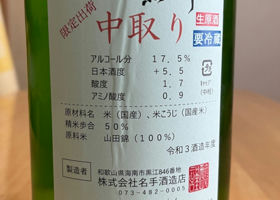 限定出荷
中取り
生原酒
要冷蔵
アルコール分 17.5%
日本酒度 +5.5
酸度 1.7
アミノ酸度 0.9
原材料名 米(国産)、米こうじ(国産米)
精米歩合 50%
原料米 山田錦(100%)
令和3酒造年度
製造者
和歌山県海南市黒江846番地
株式会社名手酒造店
073-482-0005